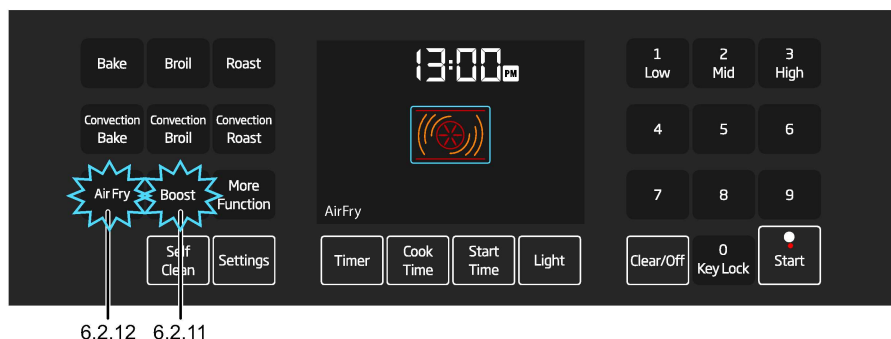 Bake
Broil
Roast
13:00 PM
1
Low
2
Mid
3
High
Convection
Bake
Convection
Broil
Convection
Roast
4
5
6
Air Fry
Boost
More
Function
AirFry
7
8
9
Self
Clean
Settings
Timer
Cook
Time
Start
Time
Light
Clear/Off
0
Key Lock
Start
6.2.12
6.2.11